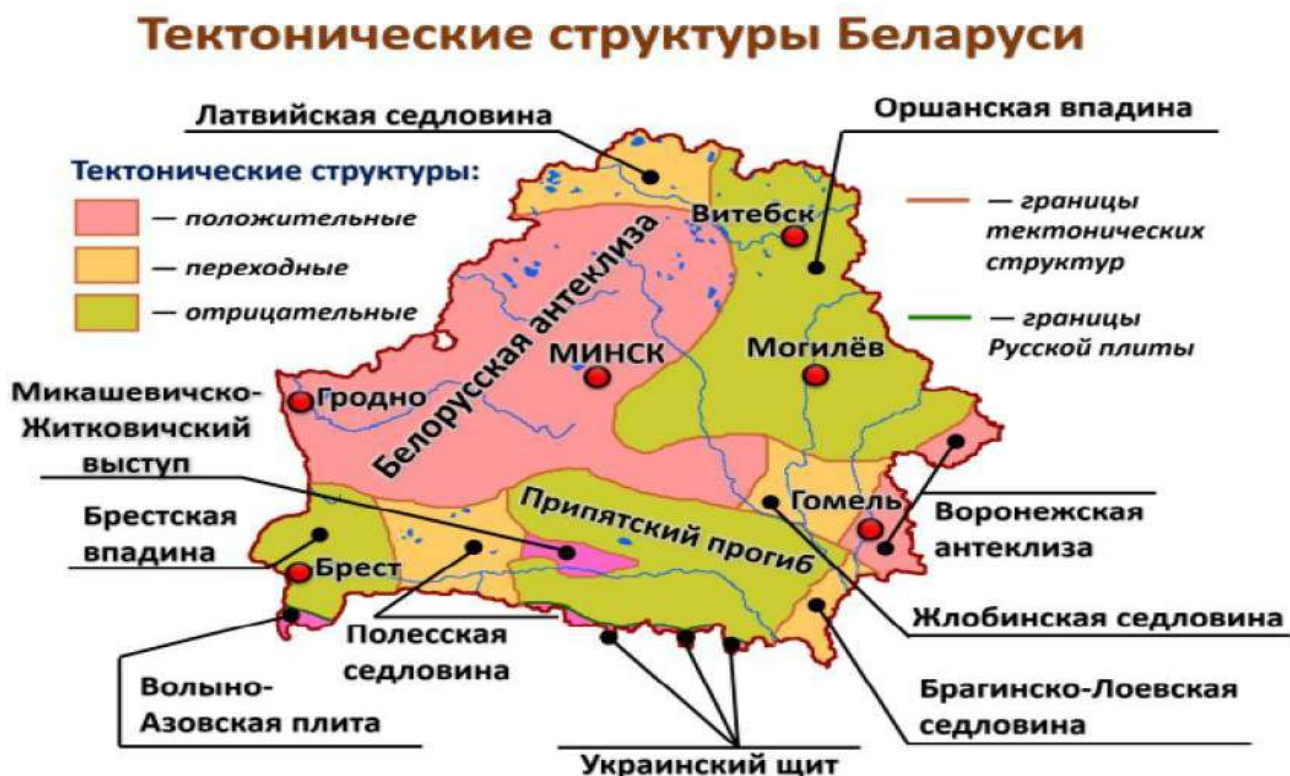 Тектонические структуры Беларуси
Латвийская седловина
Оршанская впадина
Тектонические структуры:
— положительные
— переходные
— отрицательные
— границы
тектонических
структур
— границы
Русской плиты
Витебск
Белорусская антеклиза
МИНСК
Могилёв
Гродно
Микашевичско-
Житковичский
выступ
Припятский прогиб
Гомель
Воронежская
антеклиза
Брестская
впадина
Брест
Жлобинская седловина
Полесская
седловина
Волыно-
Азовская плита
Брагинско-Лоевская
седловина
Украинский щит